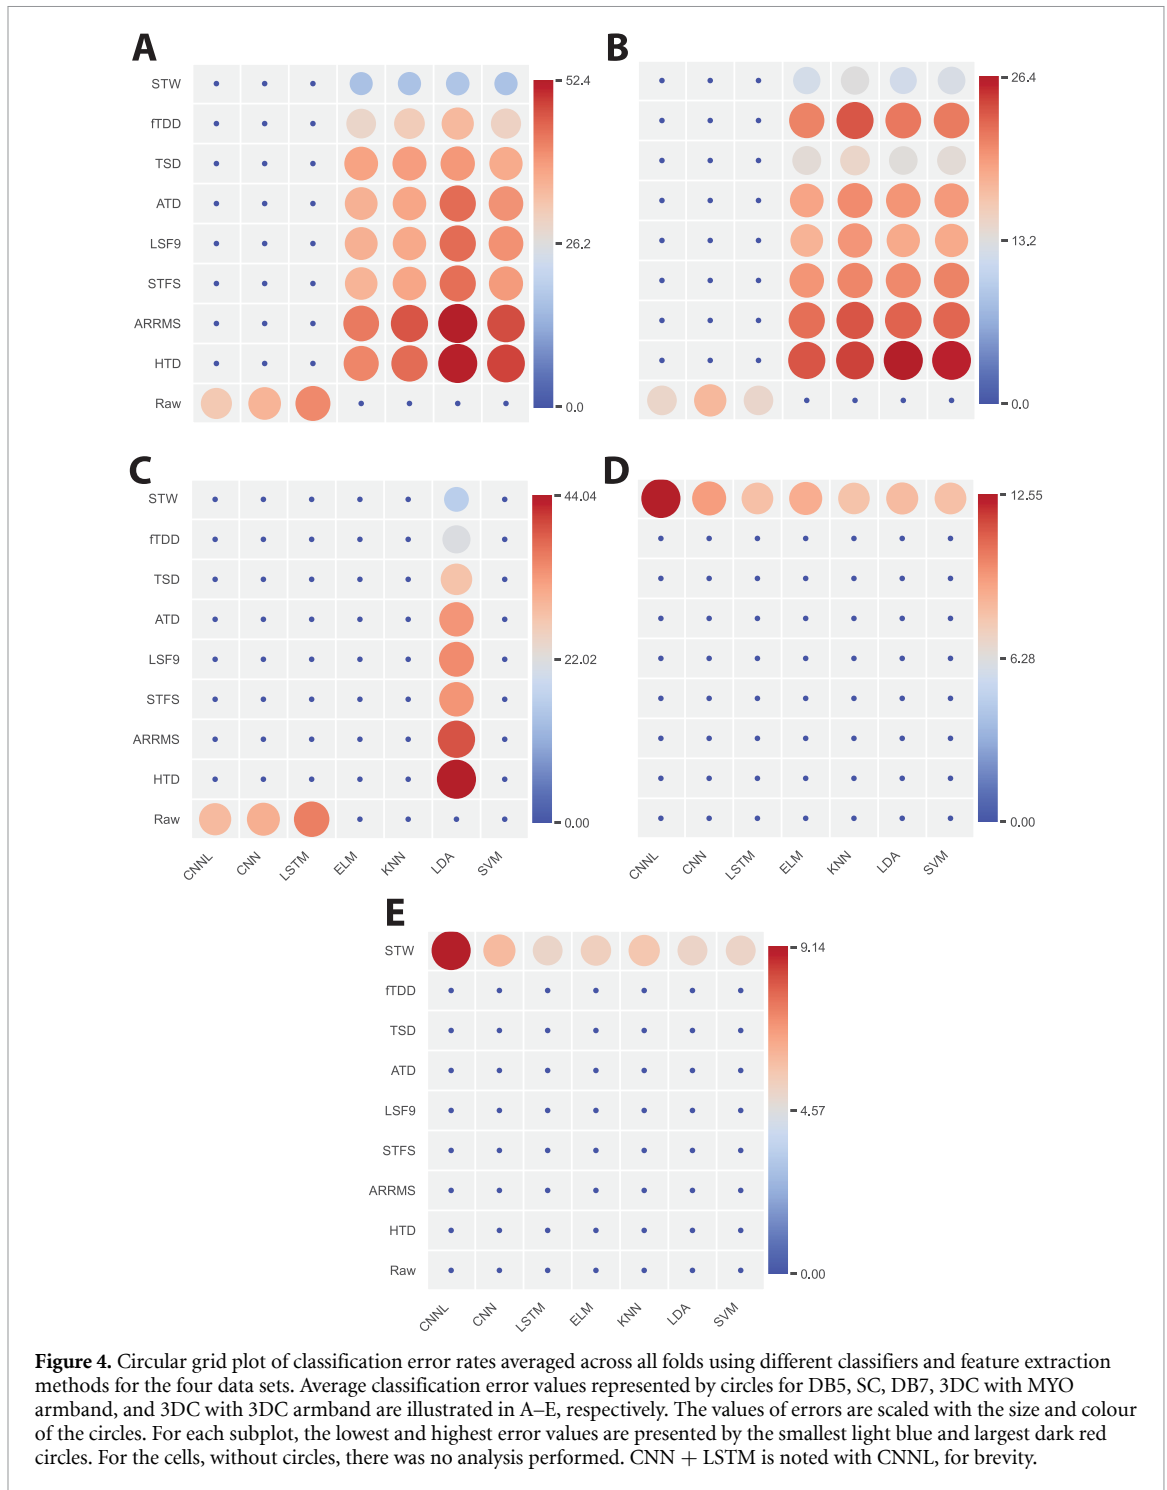 A
B
STW
fTDD
TSD
ATD
LSF9
STFS
ARRMS
HTD
Raw
52.4
26.2
0.0
26.4
13.2
0.0
C
D
STW
fTDD
TSD
ATD
LSF9
STFS
ARRMS
HTD
Raw
CNNL
CNN
LSTM
ELM
KNN
LDA
SVM
44.04
22.02
0.00
CNNL
CNN
LSTM
ELM
KNN
LDA
SVM
12.55
6.28
0.00
E
STW
fTDD
TSD
ATD
LSF9
STFS
ARRMS
HTD
Raw
CNNL
CNN
LSTM
ELM
KNN
LDA
SVM
9.14
4.57
0.00
Figure 4. Circular grid plot of classification error rates averaged across all folds using different classifiers and feature extraction
methods for the four data sets. Average classification error values represented by circles for DB5, SC, DB7, 3DC with MYO
armband, and 3DC with 3DC armband are illustrated in A–E, respectively. The values of errors are scaled with the size and colour
of the circles. For each subplot, the lowest and highest error values are presented by the smallest light blue and largest dark red
circles. For the cells, without circles, there was no analysis performed. CNN + LSTM is noted with CNNL, for brevity.